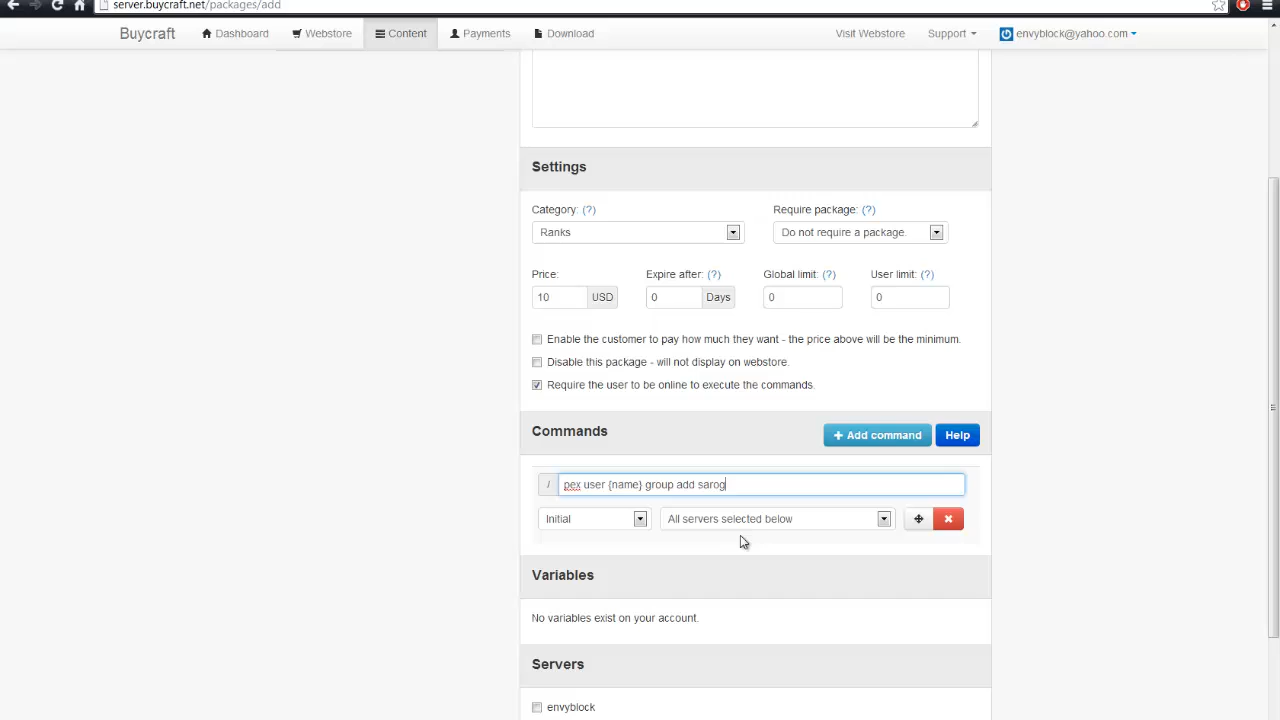 server.buycraft.net/packages/add
Buycraft Dashboard Webstore Content Payments Download Visit Webstore Support envyblock@yahoo.com
Settings
Category: (?) Require package: (?)
Ranks Do not require a package.
Price: Expire after: (?) Global limit: (?) User limit: (?)
10 USD 0 Days 0 0
Enable the customer to pay how much they want - the price above will be the minimum.
Disable this package - will not display on webstore.
Require the user to be online to execute the commands.
Commands + Add command Help
/ pex user {name} group add sarog
Initial All servers selected below
Variables
No variables exist on your account.
Servers
envyblock